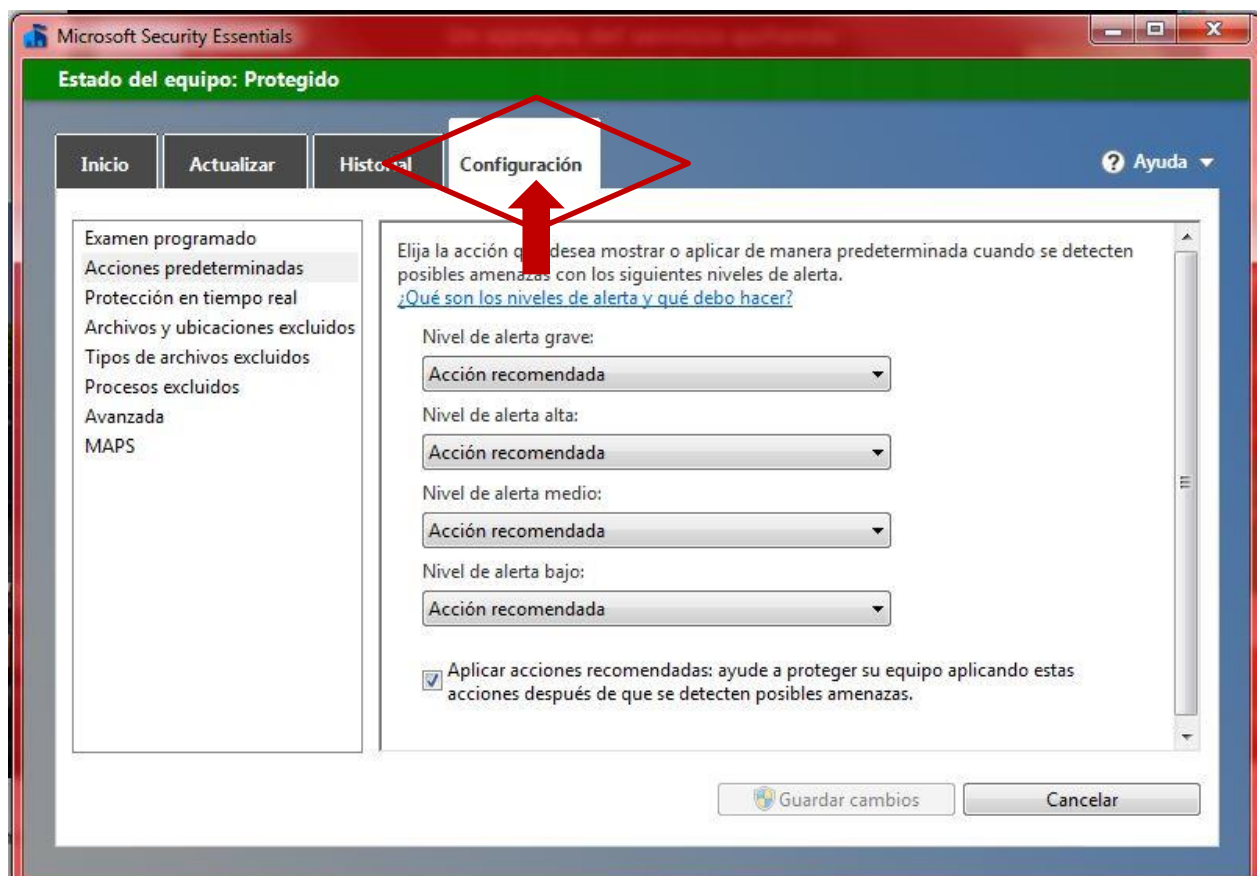 Microsoft Security Essentials
Estado del equipo: Protegido
Inicio
Actualizar
Historial
Configuración
Ayuda
Examen programado
Acciones predeterminadas
Protección en tiempo real
Archivos y ubicaciones excluidos
Tipos de archivos excluidos
Procesos excluidos
Avanzada
MAPS
Elija la acción que desea mostrar o aplicar de manera predeterminada cuando se detecten
posibles amenazas con los siguientes niveles de alerta.
¿Qué son los niveles de alerta y qué debo hacer?
Nivel de alerta grave:
Acción recomendada
Nivel de alerta alta:
Acción recomendada
Nivel de alerta medio:
Acción recomendada
Nivel de alerta bajo:
Acción recomendada
Aplicar acciones recomendadas: ayude a proteger su equipo aplicando estas
acciones después de que se detecten posibles amenazas.
Guardar cambios
Cancelar